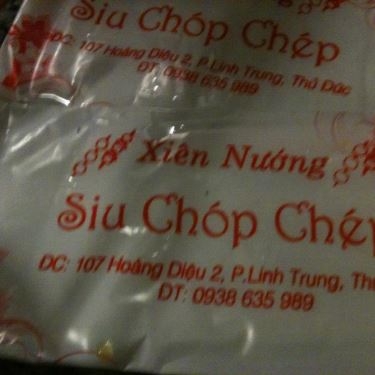 Siu Chóp Chép
ĐC: 107 Hoàng Diệu 2, P.Linh Trung, Thủ Đức
ĐT: 0938 635 989
Xiên Nướng
Siu Chóp Chép
ĐC: 107 Hoàng Diệu 2, P.Linh Trung, Th
ĐT: 0938 635 989